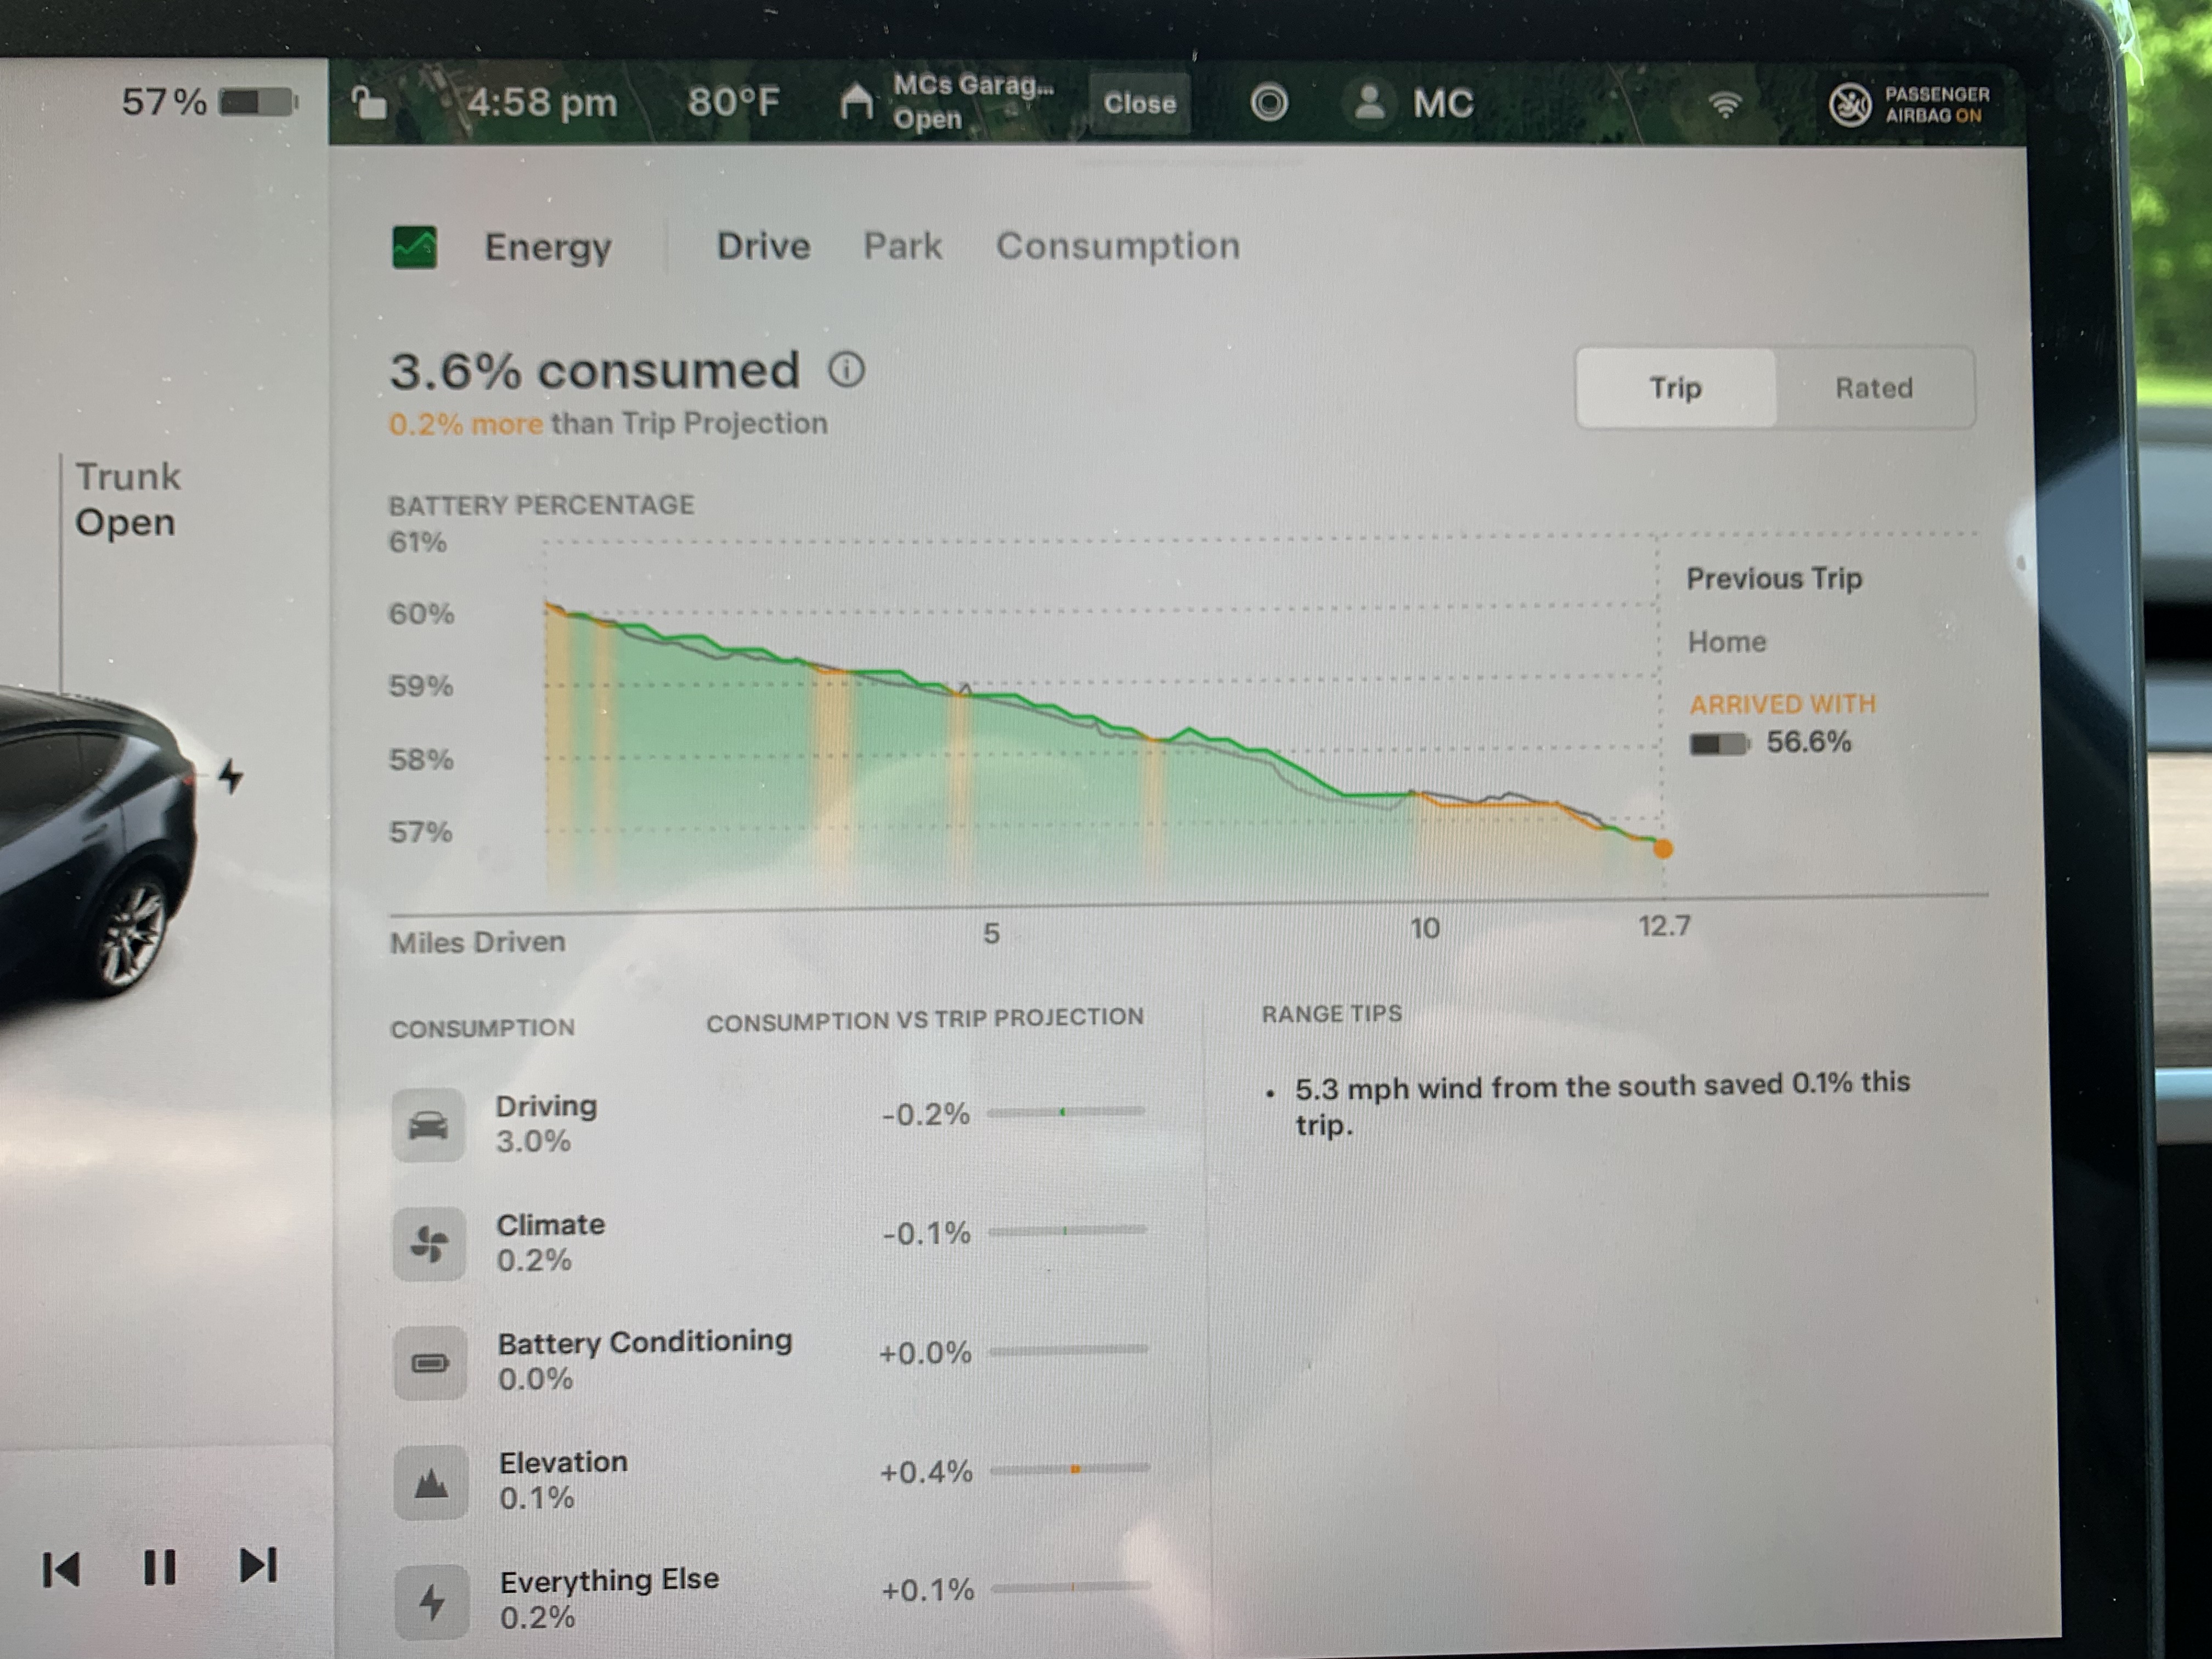 57%
4:58 pm
80°F
MCs Garag...
Open
Close
MC
PASSENGER
AIRBAG ON
Energy
Drive
Park
Consumption
3.6% consumed
0.2% more than Trip Projection
Trip
Rated
Trunk
Open
BATTERY PERCENTAGE
61%
60%
59%
58%
57%
Previous Trip
Home
ARRIVED WITH
56.6%
Miles Driven
5
10
12.7
CONSUMPTION
CONSUMPTION VS TRIP PROJECTION
Driving
3.0%
-0.2%
Climate
0.2%
-0.1%
Battery Conditioning
0.0%
+0.0%
Elevation
0.1%
+0.4%
Everything Else
0.2%
+0.1%
RANGE TIPS
• 5.3 mph wind from the south saved 0.1% this
trip.